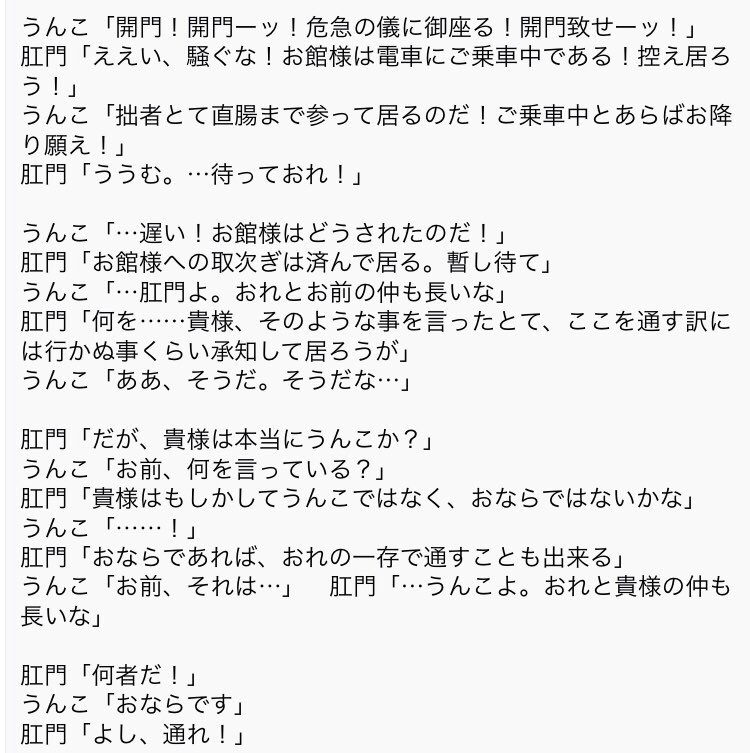 うんこ「開門！開門ーッ！危急の儀に御座る！開門致せーッ！」
肛門「ええい、騒ぐな！お館様は電車にご乗車中である！控え居ろ
う！」
うんこ「拙者とて直腸まで参って居るのだ！ご乗車中とあらばお降
り願え！」
肛門「ううむ。…待っておれ！」

うんこ「…遅い！お館様はどうされたのだ！」
肛門「お館様への取次ぎは済んで居る。暫し待て」
うんこ「…肛門よ。おれとお前の仲も長いな」
肛門「何を……貴様、そのような事を言ったとて、ここを通す訳に
は行かぬ事くらい承知して居ろうが」
うんこ「ああ、そうだ。そうだな…」

肛門「だが、貴様は本当にうんこか？」
うんこ「お前、何を言っている？」
肛門「貴様はもしかしてうんこではなく、おならではないかな」
うんこ「……！」
肛門「おならであれば、おれの一存で通すことも出来る」
うんこ「お前、それは…」　肛門「…うんこよ。おれと貴様の仲も
長いな」

肛門「何者だ！」
うんこ「おならです」
肛門「よし、通れ！」